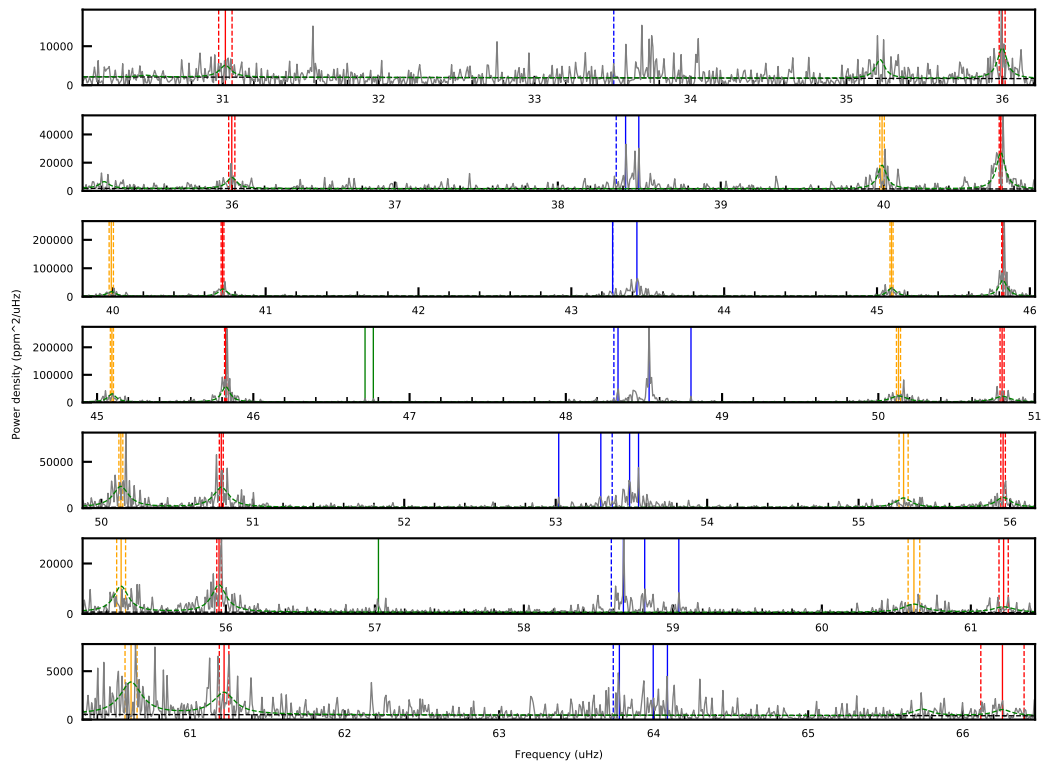 10000
0
31 32 33 34 35 36
40000
20000
0
36 37 38 39 40
200000
100000
0
40 41 42 43 44 45 46
Power density (ppm^2/uHz)
200000
100000
0
45 46 47 48 49 50 51
50000
0
50 51 52 53 54 55 56
20000
0
56 57 58 59 60 61
5000
0
61 62 63 64 65 66
Frequency (uHz)